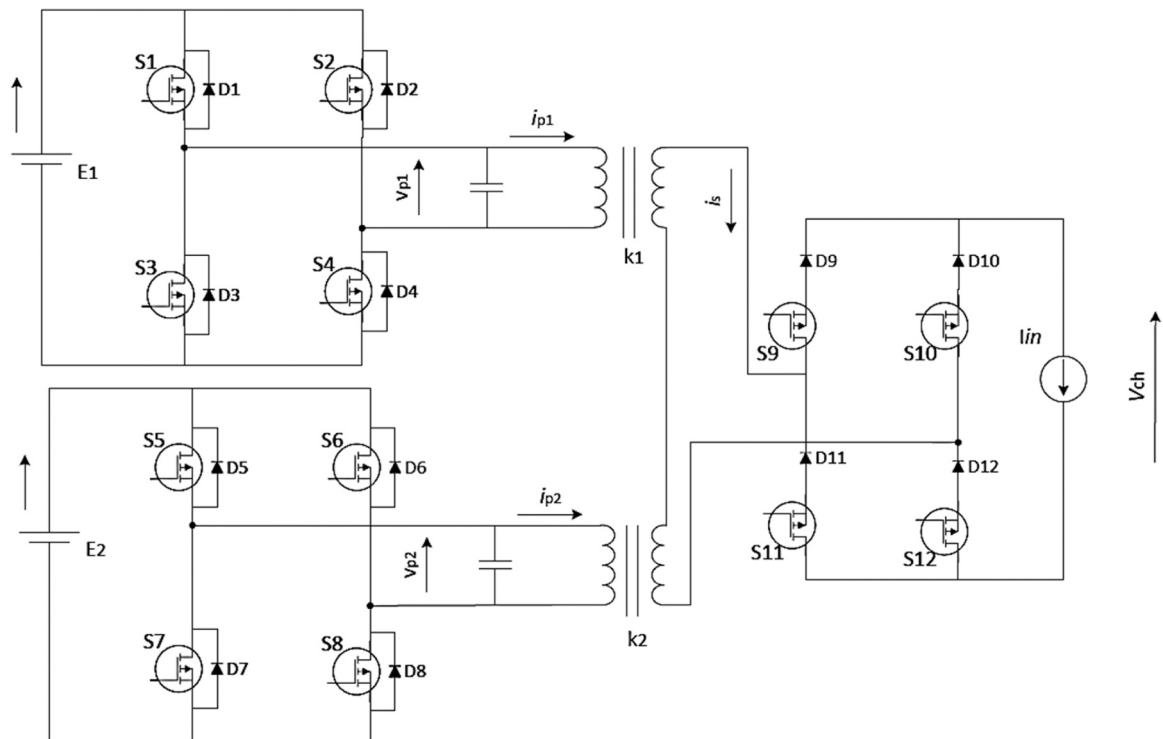 S1
D1
S2
D2
E1
vp1
ip1
k1
is
S3
D3
S4
D4
D9
D10
S9
S10
Iin
Vch
D11
D12
S11
S12
S5
D5
S6
D6
E2
vp2
ip2
k2
S7
D7
S8
D8